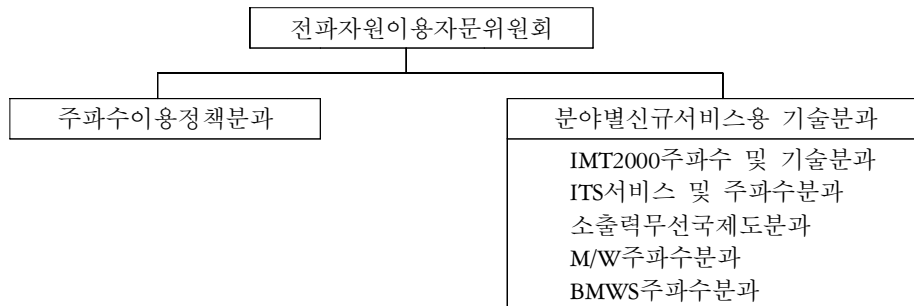 전파자원이용자문위원회
주파수이용정책분과
분야별신규서비스용 기술분과
IMT2000주파수 및 기술분과
ITS서비스 및 주파수분과
소출력무선국제도분과
M/W주파수분과
BMWS주파수분과